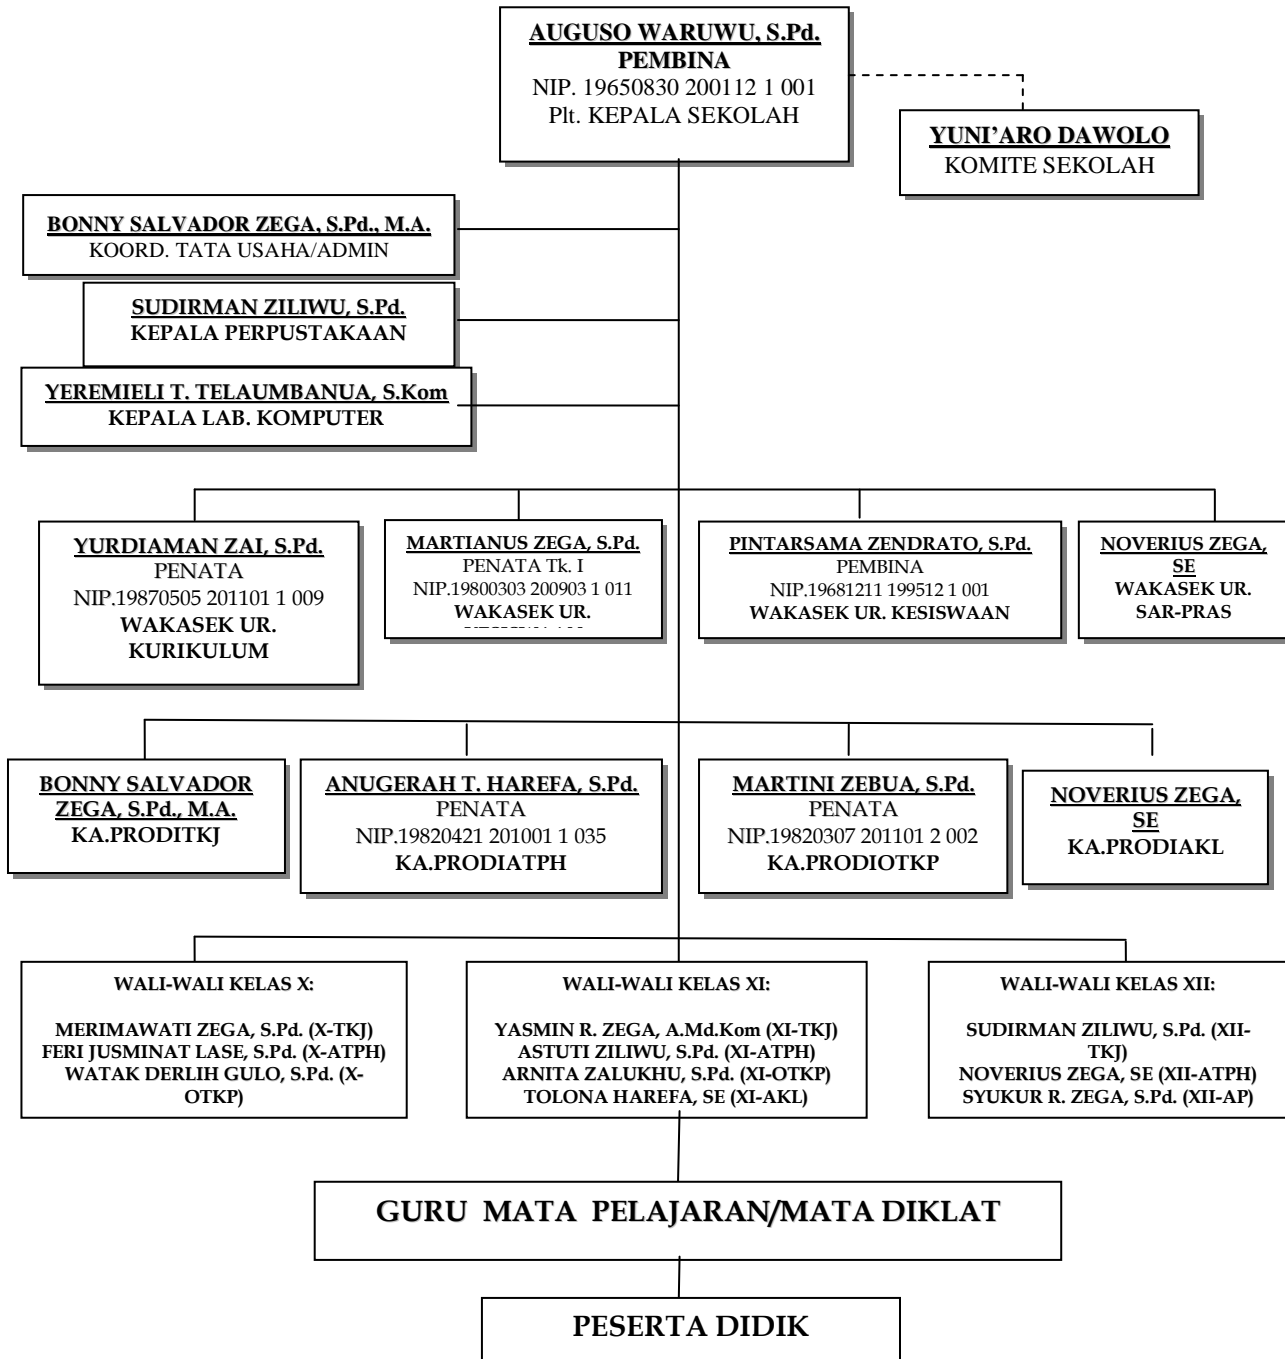 AUGUSO WARUWU, S.Pd.
PEMBINA
NIP. 19650830 200112 1 001
Plt. KEPALA SEKOLAH
YUNI’ARO DAWOLO
KOMITE SEKOLAH
BONNY SALVADOR ZEGA, S.Pd., M.A.
KOORD. TATA USAHA/ADMIN
SUDIRMAN ZILIWU, S.Pd.
KEPALA PERPUSTAKAAN
YEREMIELI T. TELAUMBANUA, S.Kom
KEPALA LAB. KOMPUTER
YURDIAMAN ZAI, S.Pd.
PENATA
NIP.19870505 201101 1 009
WAKASEK UR.
KURIKULUM
MARTIANUS ZEGA, S.Pd.
PENATA Tk. I
NIP.19800303 200903 1 011
WAKASEK UR.
PINTARSAMA ZENDRATO, S.Pd.
PEMBINA
NIP.19681211 199512 1 001
WAKASEK UR. KESISWAAN
NOVERIUS ZEGA,
SE
WAKASEK UR.
SAR-PRAS
BONNY SALVADOR
ZEGA, S.Pd., M.A.
KA.PRODITKJ
ANUGERAH T. HAREFA, S.Pd.
PENATA
NIP.19820421 201001 1 035
KA.PRODIATPH
MARTINI ZEBUA, S.Pd.
PENATA
NIP.19820307 201101 2 002
KA.PRODIOTKP
NOVERIUS ZEGA,
SE
KA.PRODIAKL
WALI-WALI KELAS X:
MERIMAWATI ZEGA, S.Pd. (X-TKJ)
FERI JUSMINAT LASE, S.Pd. (X-ATPH)
WATAK DERLIH GULO, S.Pd. (X-
OTKP)
WALI-WALI KELAS XI:
YASMIN R. ZEGA, A.Md.Kom (XI-TKJ)
ASTUTI ZILIWU, S.Pd. (XI-ATPH)
ARNITA ZALUKHU, S.Pd. (XI-OTKP)
TOLONA HAREFA, SE (XI-AKL)
WALI-WALI KELAS XII:
SUDIRMAN ZILIWU, S.Pd. (XII-
TKJ)
NOVERIUS ZEGA, SE (XII-ATPH)
SYUKUR R. ZEGA, S.Pd. (XII-AP)
GURU MATA PELAJARAN/MATA DIKLAT
PESERTA DIDIK